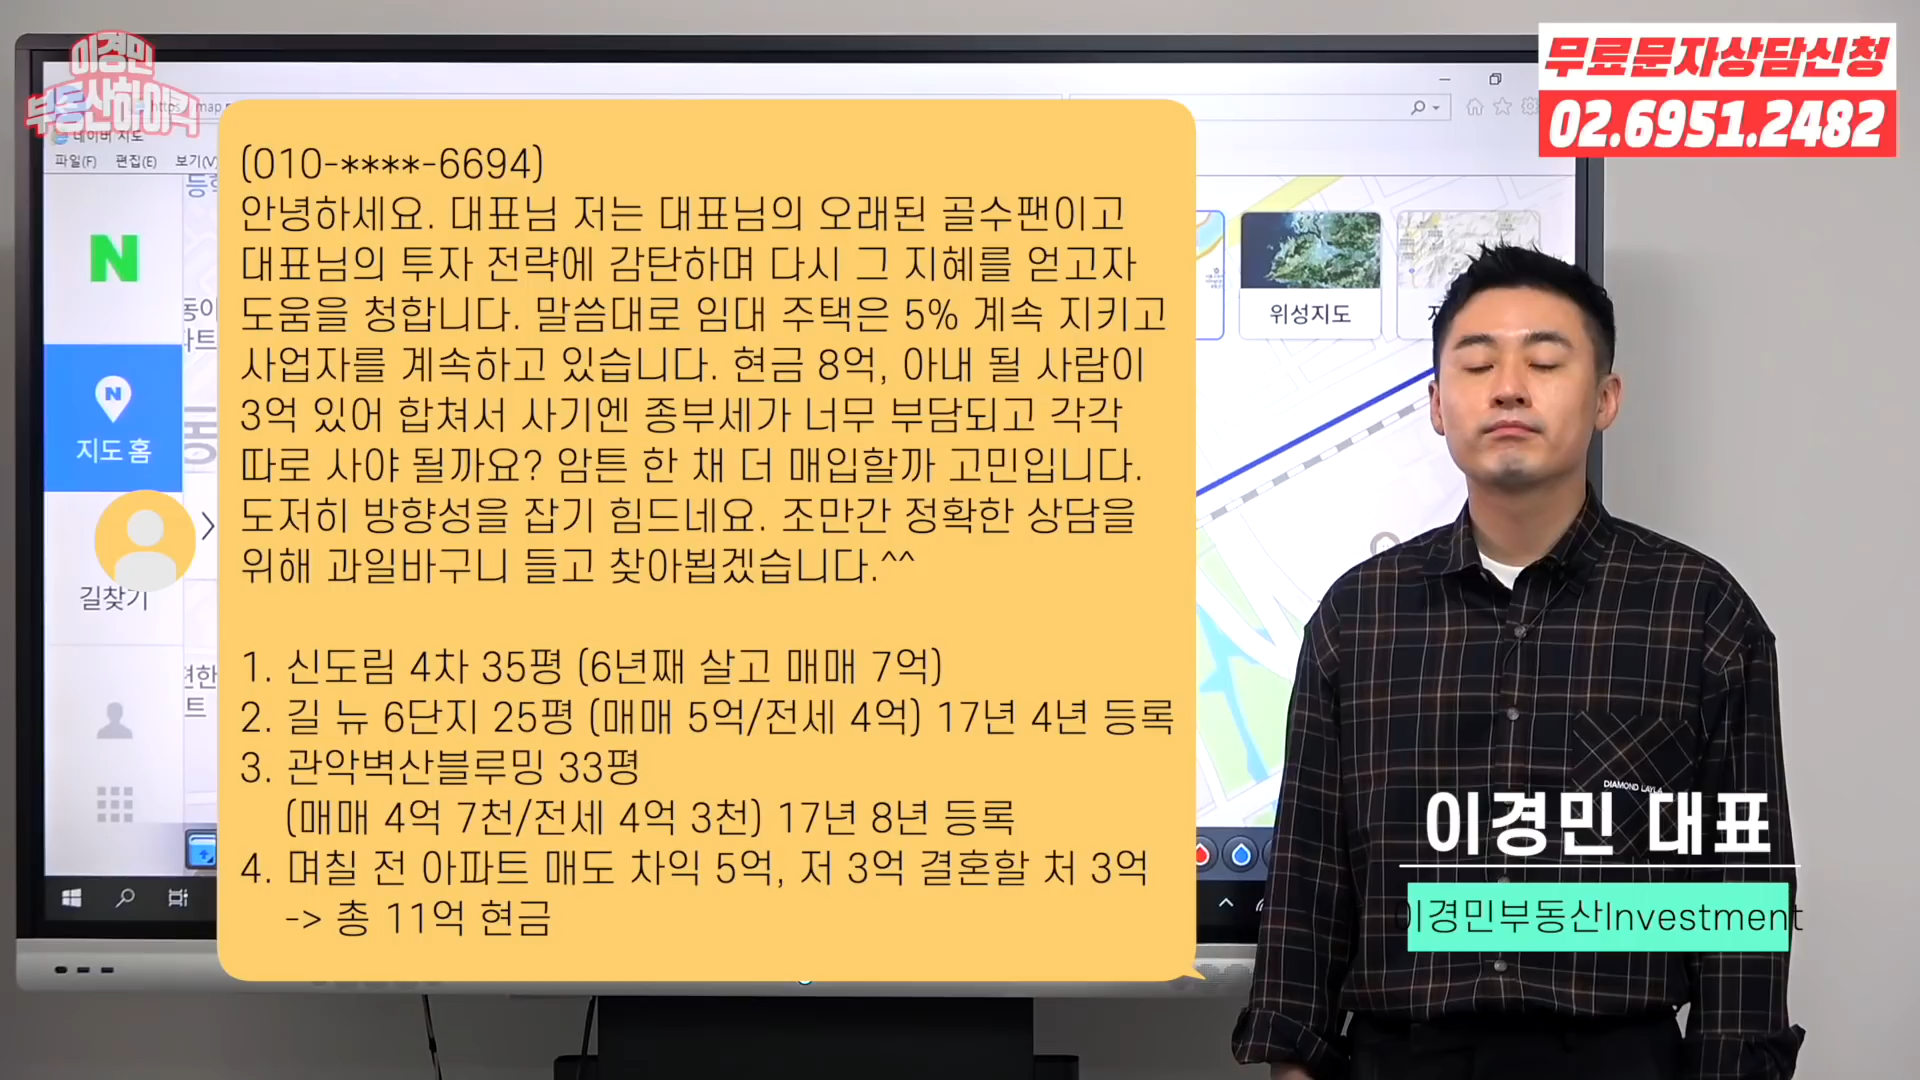 이경민
부동산하이킥
무료문자상담신청
02.6951.2482
네이버 지도
파일(F) 편집(E) 보기(V)
지도 홈
길찾기
위성지도
(010-****-6694)
안녕하세요. 대표님 저는 대표님의 오래된 골수팬이고
대표님의 투자 전략에 감탄하며 다시 그 지혜를 얻고자
도움을 청합니다. 말씀대로 임대 주택은 5% 계속 지키고
사업자를 계속하고 있습니다. 현금 8억, 아내 될 사람이
3억 있어 합쳐서 사기엔 종부세가 너무 부담되고 각각
따로 사야 될까요? 암튼 한 채 더 매입할까 고민입니다.
도저히 방향성을 잡기 힘드네요. 조만간 정확한 상담을
위해 과일바구니 들고 찾아뵙겠습니다.^^
1. 신도림 4차 35평 (6년째 살고 매매 7억)
2. 길 뉴 6단지 25평 (매매 5억/전세 4억) 17년 4년 등록
3. 관악벽산블루밍 33평
(매매 4억 7천/전세 4억 3천) 17년 8년 등록
4. 며칠 전 아파트 매도 차익 5억, 저 3억 결혼할 처 3억
-> 총 11억 현금
DIAMOND LAYLA
이경민 대표
이경민부동산Investment